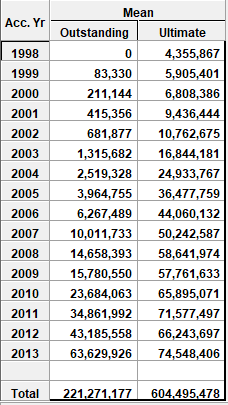 Acc. Yr Mean
Outstanding Ultimate
1998 0 4,355,867
1999 83,330 5,905,401
2000 211,144 6,808,386
2001 415,356 9,436,444
2002 681,877 10,762,675
2003 1,315,682 16,844,181
2004 2,519,328 24,933,767
2005 3,964,755 36,477,759
2006 6,267,489 44,060,132
2007 10,011,733 50,242,587
2008 14,658,393 58,641,974
2009 15,780,550 57,761,633
2010 23,684,063 65,895,071
2011 34,861,992 71,577,497
2012 43,185,558 66,243,697
2013 63,629,926 74,548,406
Total 221,271,177 604,495,478